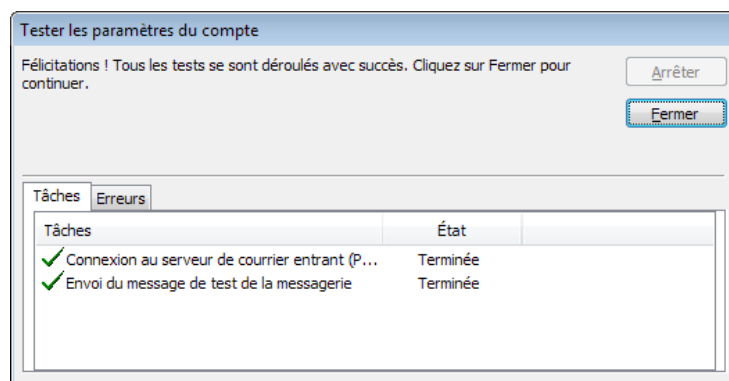 Tester les paramètres du compte
Félicitations ! Tous les tests se sont déroulés avec succès. Cliquez sur Fermer pour
continuer.
Arrêter
Fermer
Tâches Erreurs
Tâches État
Connexion au serveur de courrier entrant (P... Terminée
Envoi du message de test de la messagerie Terminée